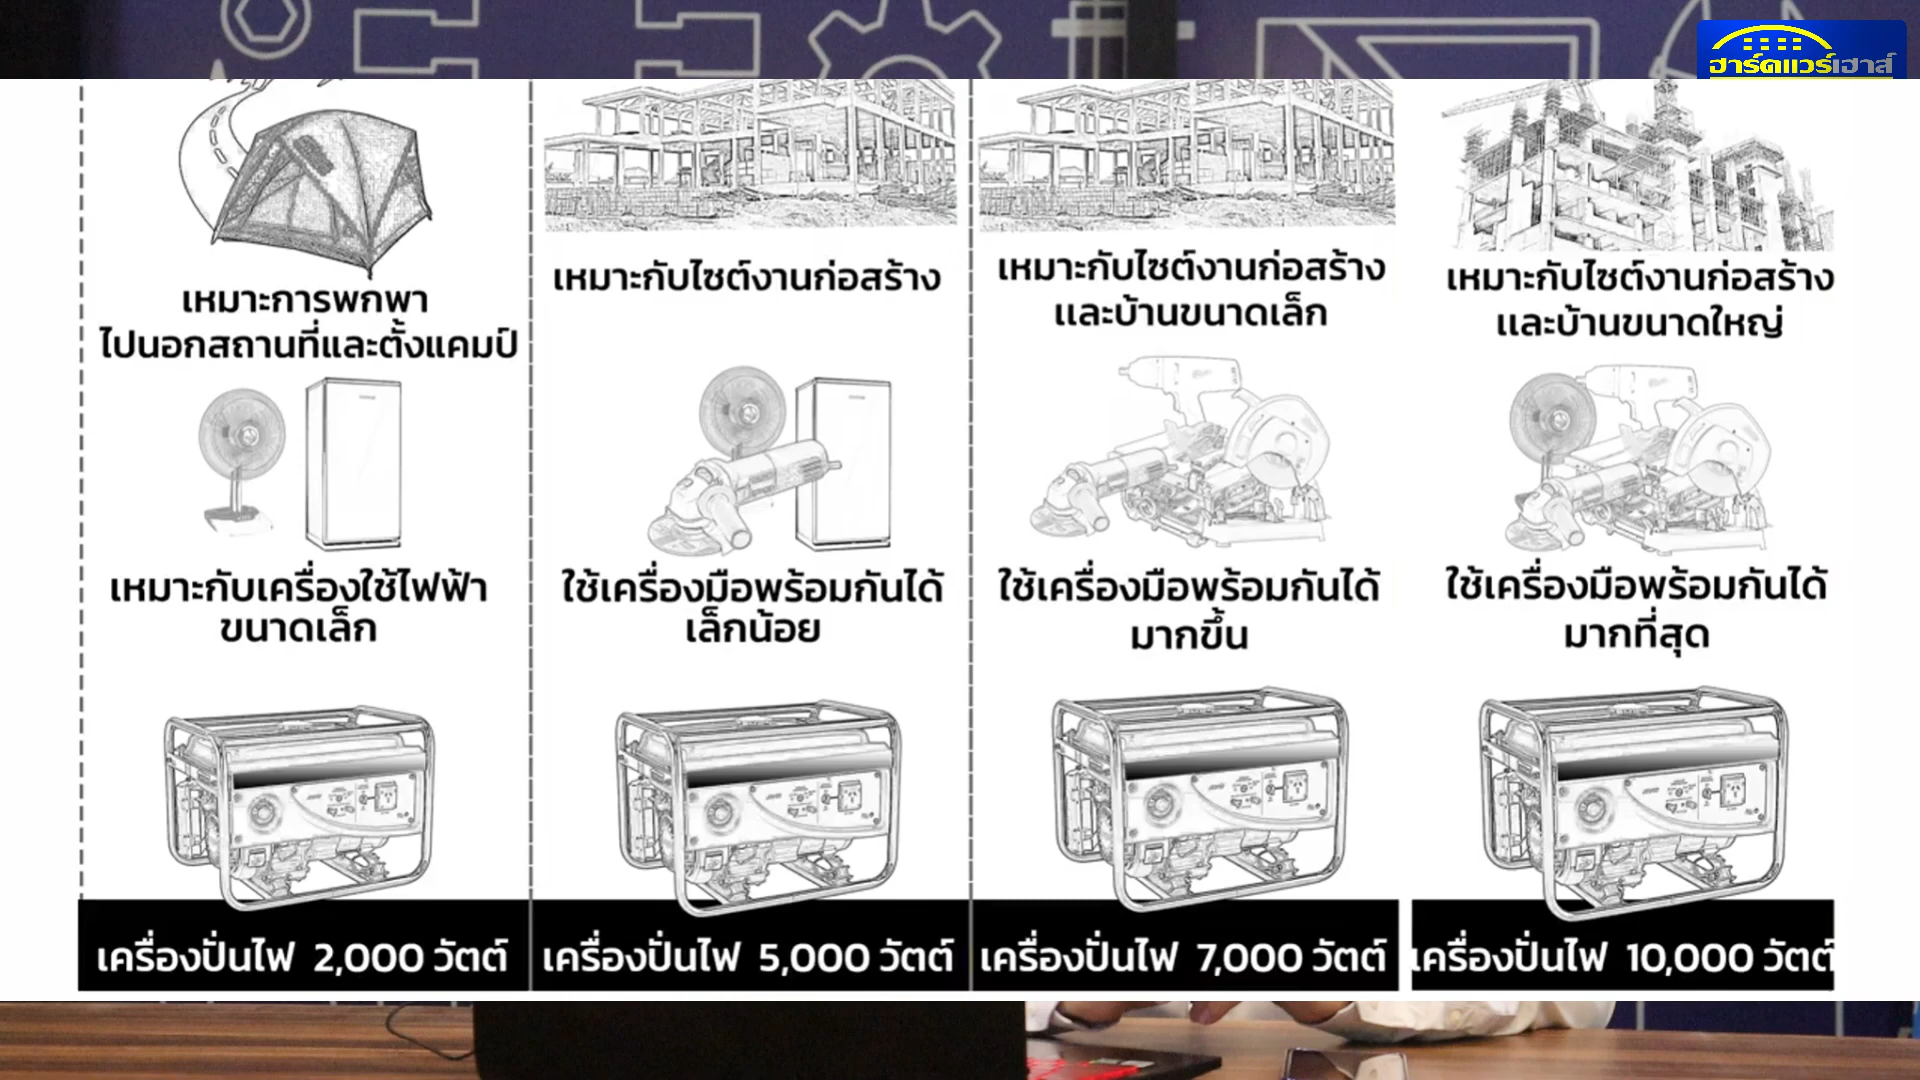 ฮาร์ดแวร์เฮาส์
เหมาะการพกพา
ไปนอกสถานที่และตั้งแคมป์
เหมาะกับเครื่องใช้ไฟฟ้า
ขนาดเล็ก
เครื่องปั่นไฟ 2,000 วัตต์
เหมาะกับไซต์งานก่อสร้าง
ใช้เครื่องมือพร้อมกันได้
เล็กน้อย
เครื่องปั่นไฟ 5,000 วัตต์
เหมาะกับไซต์งานก่อสร้าง
และบ้านขนาดเล็ก
ใช้เครื่องมือพร้อมกันได้
มากขึ้น
เครื่องปั่นไฟ 7,000 วัตต์
เหมาะกับไซต์งานก่อสร้าง
และบ้านขนาดใหญ่
ใช้เครื่องมือพร้อมกันได้
มากที่สุด
เครื่องปั่นไฟ 10,000 วัตต์